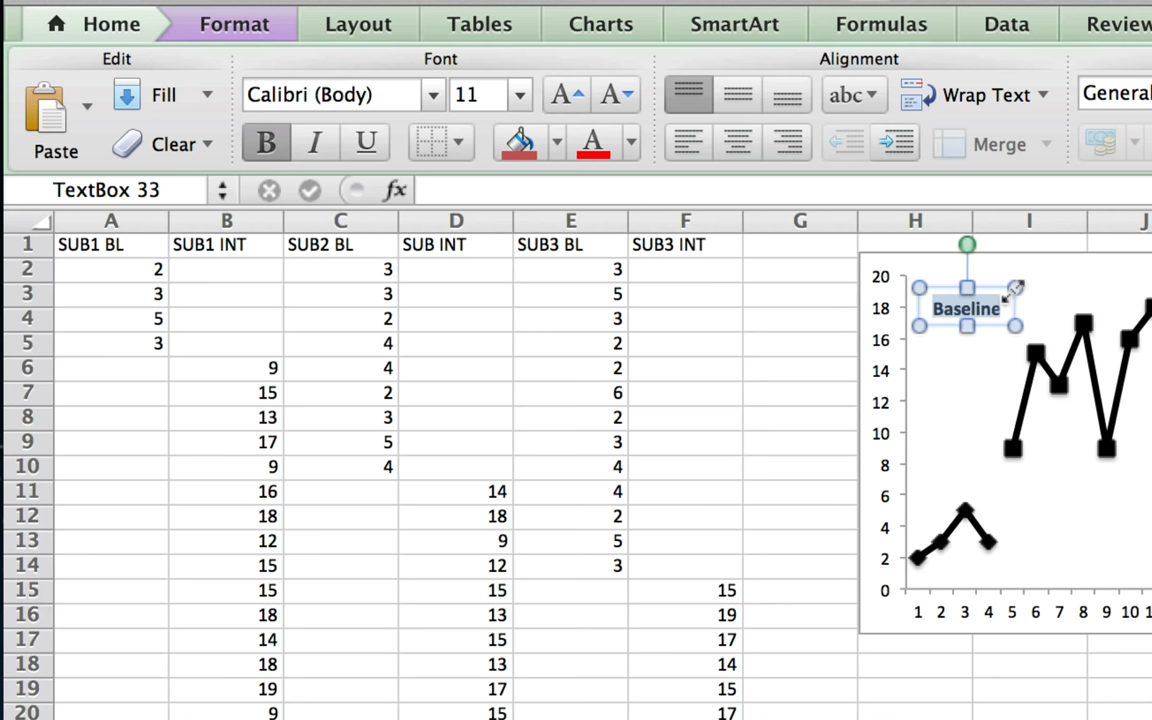 Home Format Layout Tables Charts SmartArt Formulas Data Review
Edit Font Alignment
Fill Calibri (Body) 11 A A abc Wrap Text General
Paste Clear B I U A Merge
TextBox 33 fx
A B C D E F G H I J
1 SUB1 BL SUB1 INT SUB2 BL SUB INT SUB3 BL SUB3 INT
2 2 3 3
3 3 3 5
4 5 2 3
5 3 4 2
6 9 4 2
7 15 2 6
8 13 3 2
9 17 5 3
10 9 4 4
11 16 14 4
12 18 18 2
13 12 9 5
14 15 12 3
15 15 15 15
16 18 13 19
17 14 15 17
18 18 13 14
19 19 17 15
20 9 15 17
20
18
Baseline
16
14
12
10
8
6
4
2
0
1 2 3 4 5 6 7 8 9 10